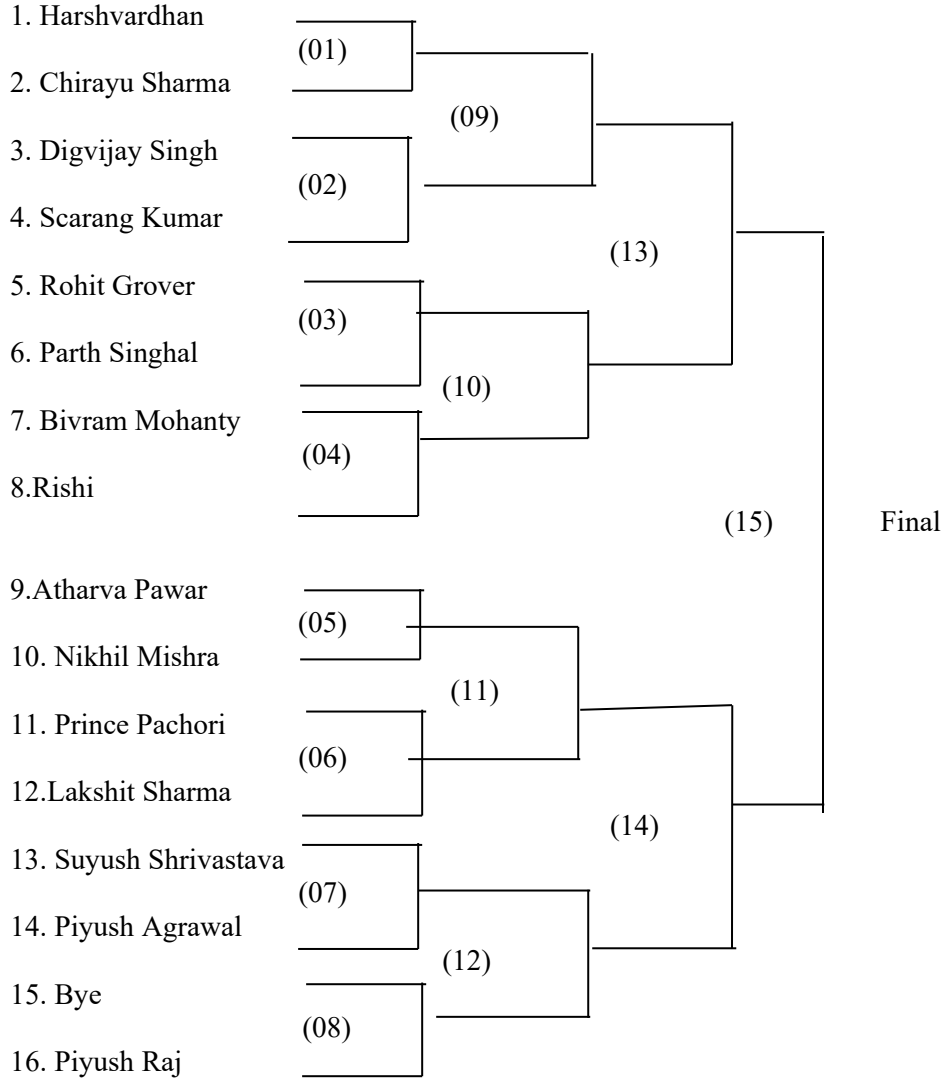 1. Harshvardhan
(01)
2. Chirayu Sharma
(09)
3. Digvijay Singh
(02)
4. Scarang Kumar
(13)
5. Rohit Grover
(03)
6. Parth Singhal
(10)
7. Bivram Mohanty
(04)
8.Rishi
(15) Final
9.Atharva Pawar
(05)
10. Nikhil Mishra
(11)
11. Prince Pachori
(06)
12.Lakshit Sharma
(14)
13. Suyush Shrivastava
(07)
14. Piyush Agrawal
(12)
15. Bye
(08)
16. Piyush Raj